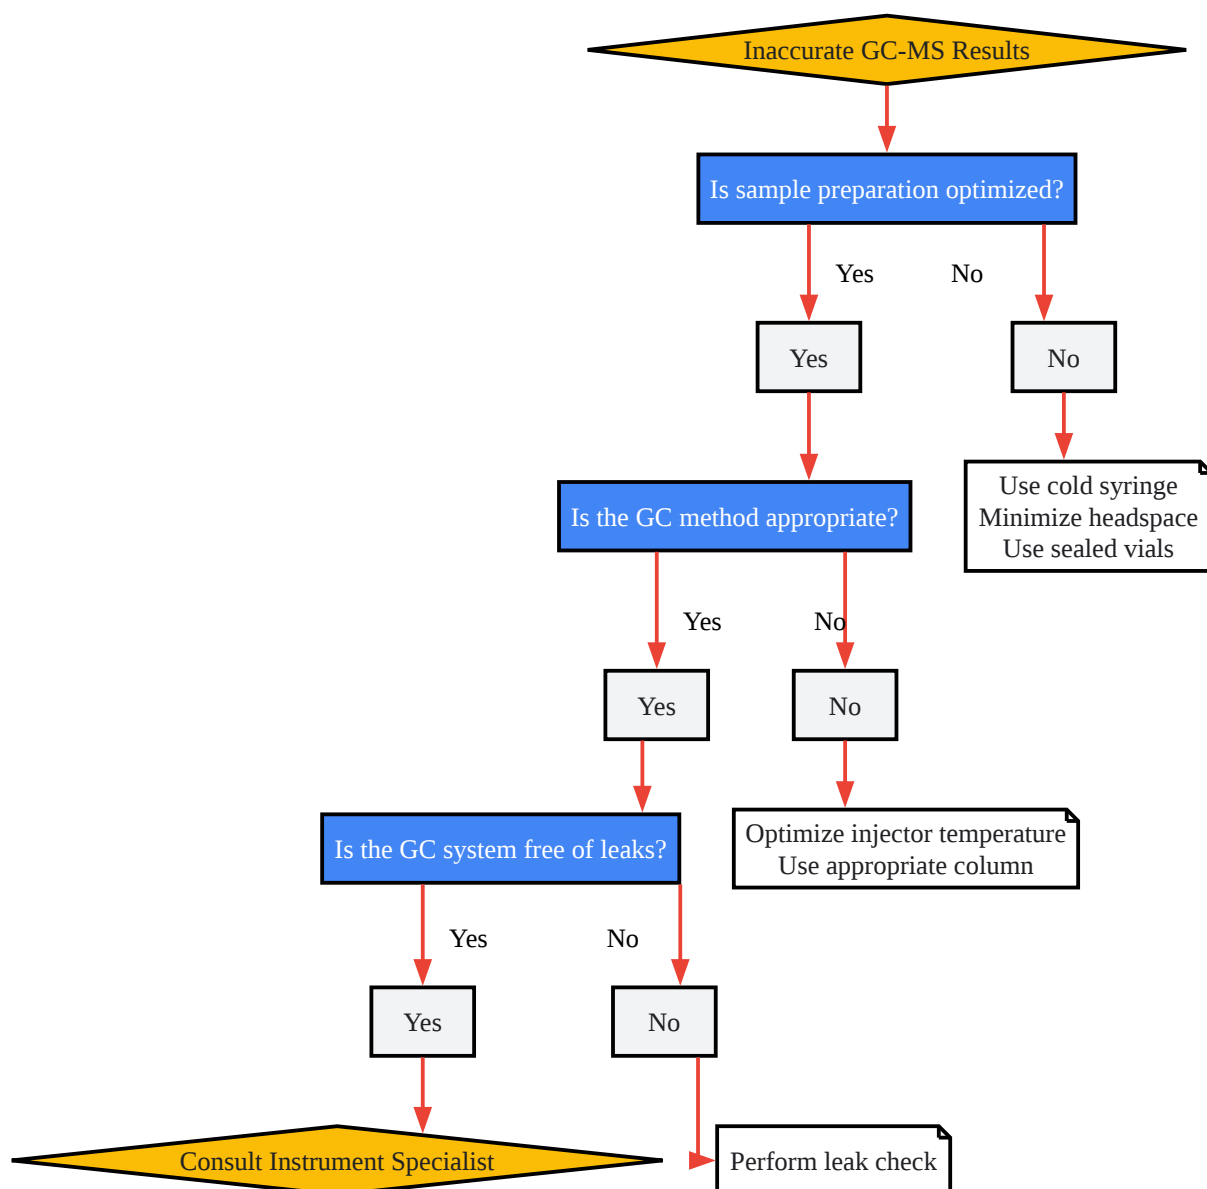 Inaccurate GC-MS Results
Is sample preparation optimized?
Yes
No
Yes
No
Use cold syringe
Minimize headspace
Use sealed vials
Is the GC method appropriate?
Yes
No
Yes
No
Optimize injector temperature
Use appropriate column
Is the GC system free of leaks?
Yes
No
Yes
No
Consult Instrument Specialist
Perform leak check